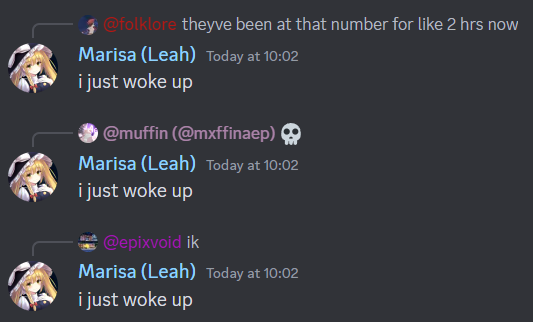 @folklore theyve been at that number for like 2 hrs now
Marisa (Leah) Today at 10:02
i just woke up
@muffin (@mxffinaep) 💀
Marisa (Leah) Today at 10:02
i just woke up
@epixvoid ik
Marisa (Leah) Today at 10:02
i just woke up